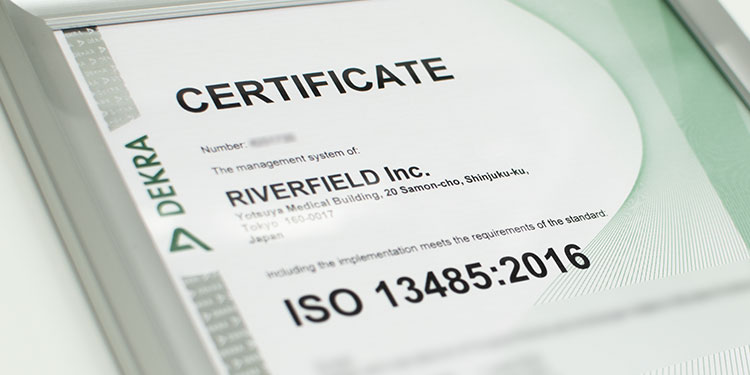 CERTIFICATE
Number:
The management system of:
RIVERFIELD Inc.
Yotsuya Medical Building, 20 Samon-cho, Shinjuku-ku,
Tokyo 160-0017
Japan
including the implementation meets the requirements of the standard:
ISO 13485:2016
DEKRA